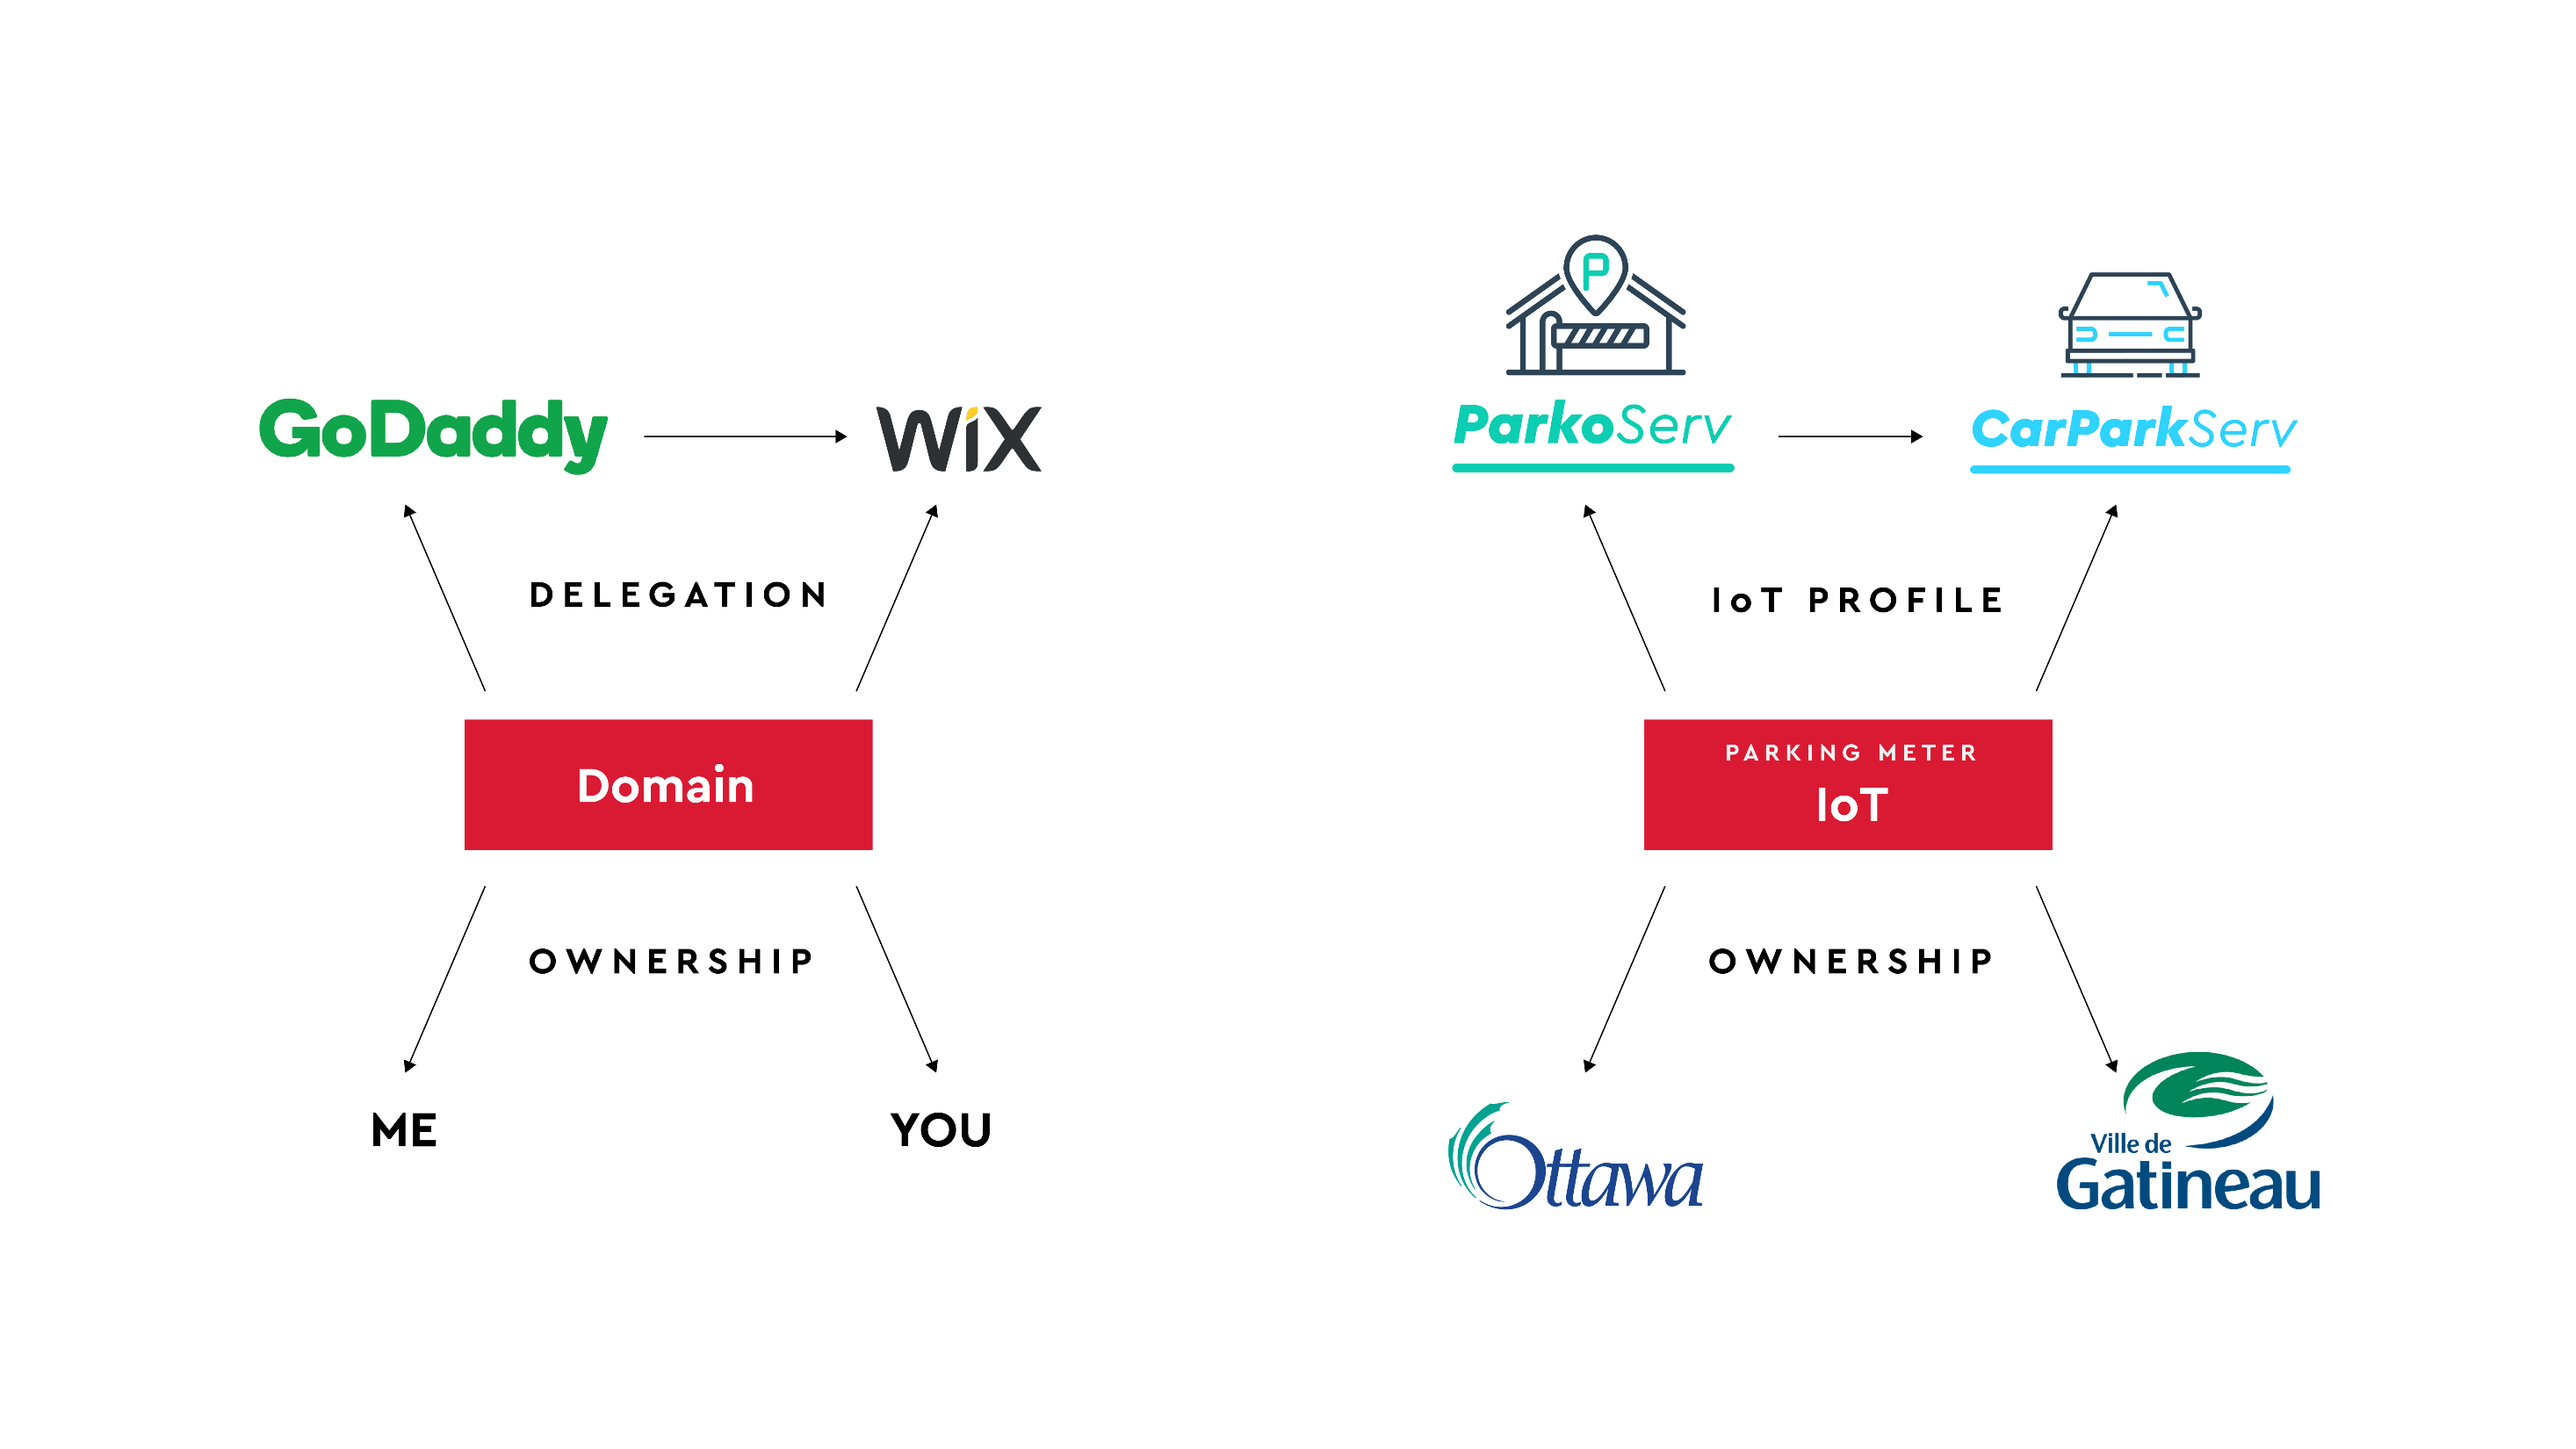 GoDaddy
WiX
DELEGATION
Domain
OWNERSHIP
ME
YOU
P
ParkoServ
CarParkServ
IoT PROFILE
PARKING METER
IoT
OWNERSHIP
Ottawa
Ville de
Gatineau